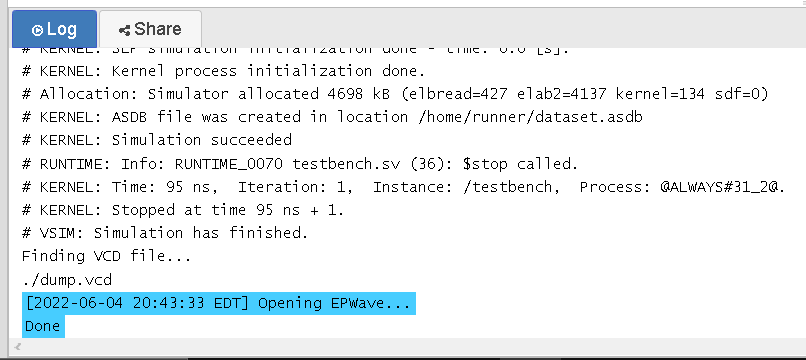 Log
Share
# KERNEL: SLP simulation initialization done - time: 0.0 [s].
# KERNEL: Kernel process initialization done.
# Allocation: Simulator allocated 4698 kB (elbread=427 elab2=4137 kernel=134 sdf=0)
# KERNEL: ASDB file was created in location /home/runner/dataset.asdb
# KERNEL: Simulation succeeded
# RUNTIME: Info: RUNTIME_0070 testbench.sv (36): $stop called.
# KERNEL: Time: 95 ns,  Iteration: 1,  Instance: /testbench,  Process: @ALWAYS#31_2@.
# KERNEL: Stopped at time 95 ns + 1.
# VSIM: Simulation has finished.
Finding VCD file...
./dump.vcd
[2022-06-04 20:43:33 EDT] Opening EPWave...
Done